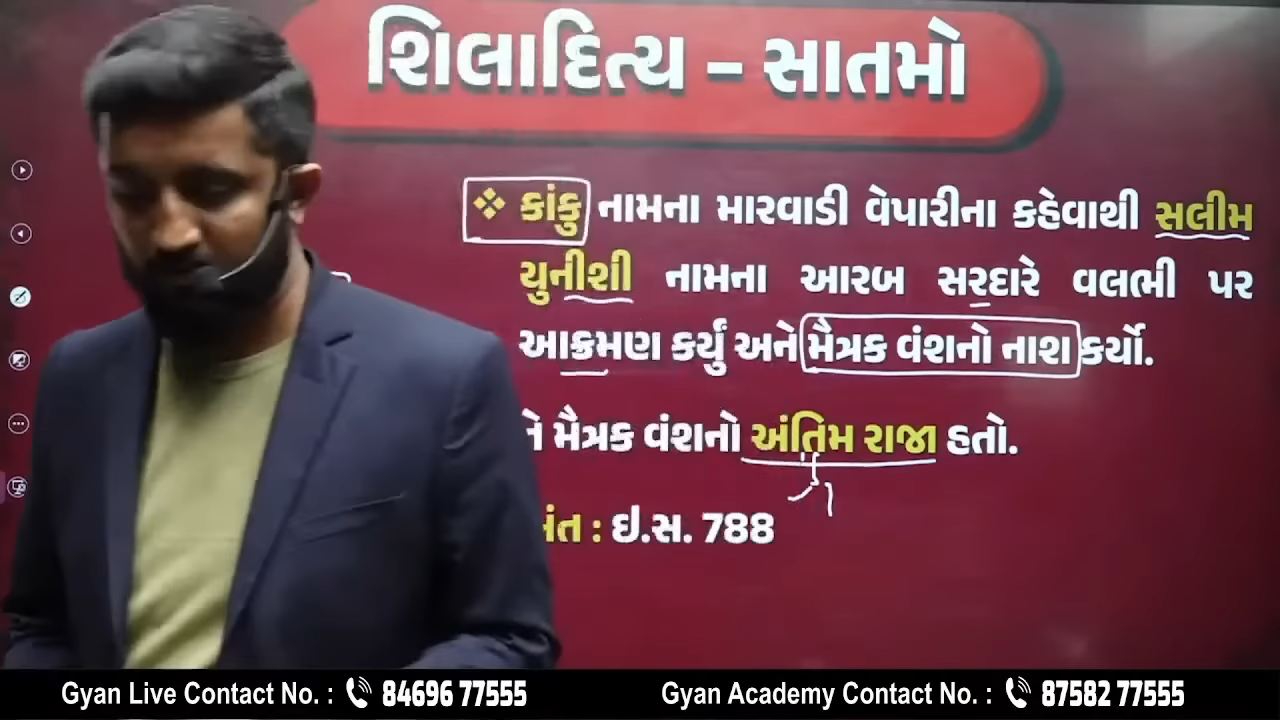 શિલાદિત્ય – સાતમો
❖ કાંકુ નામના મારવાડી વેપારીના કહેવાથી સલીમ
યુનીશી નામના આરબ સરદારે વલભી પર
આક્રમણ કર્યું અને મૈત્રક વંશનો નાશ કર્યો.
મૈત્રક વંશનો અંતિમ રાજા હતો.
: ઇ.સ. 788
Gyan Live Contact No. : 84696 77555
Gyan Academy Contact No. : 87582 77555